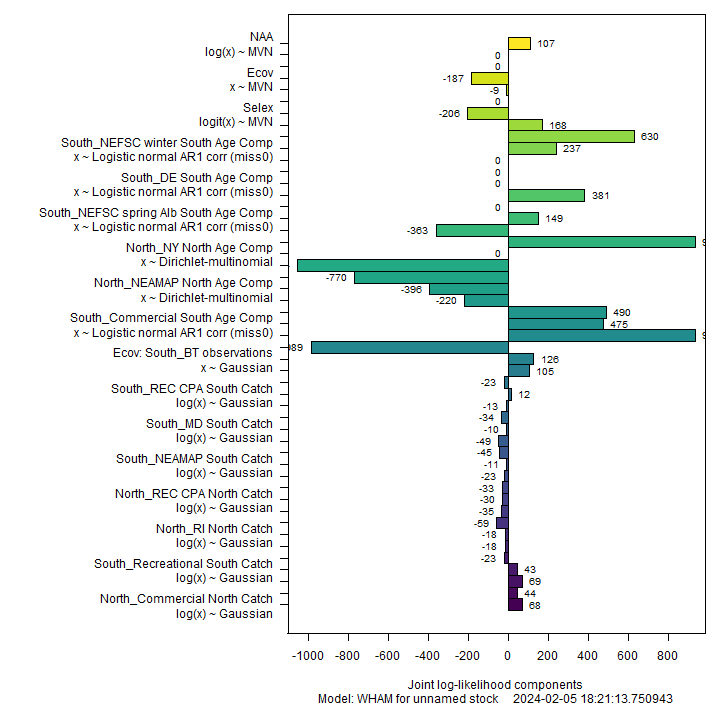 NAA
log(x) ~ MVN
Ecov
x ~ MVN
Selex
logit(x) ~ MVN
South_NEFSC winter South Age Comp
x ~ Logistic normal AR1 corr (miss0)
South_DE South Age Comp
x ~ Logistic normal AR1 corr (miss0)
South_NEFSC spring Alb South Age Comp
x ~ Logistic normal AR1 corr (miss0)
North_NY North Age Comp
x ~ Dirichlet-multinomial
North_NEAMAP North Age Comp
x ~ Dirichlet-multinomial
South_Commercial South Age Comp
x ~ Logistic normal AR1 corr (miss0)
Ecov: South_BT observations
x ~ Gaussian
South_REC CPA South Catch
log(x) ~ Gaussian
South_MD South Catch
log(x) ~ Gaussian
South_NEAMAP South Catch
log(x) ~ Gaussian
North_REC CPA North Catch
log(x) ~ Gaussian
North_RI North Catch
log(x) ~ Gaussian
South_Recreational South Catch
log(x) ~ Gaussian
North_Commercial North Catch
log(x) ~ Gaussian
107
0
0
-187
-9
0
-206
168
630
237
0
0
0
381
0
149
-363
9
0
-770
-396
-220
490
475
9
089
126
105
-23
12
-13
-34
-10
-49
-45
-11
-23
-33
-30
-35
-59
-18
-18
-23
43
69
44
68
-1000 -800 -600 -400 -200 0 200 400 600 800
Joint log-likelihood components
Model: WHAM for unnamed stock 2024-02-05 18:21:13.750943